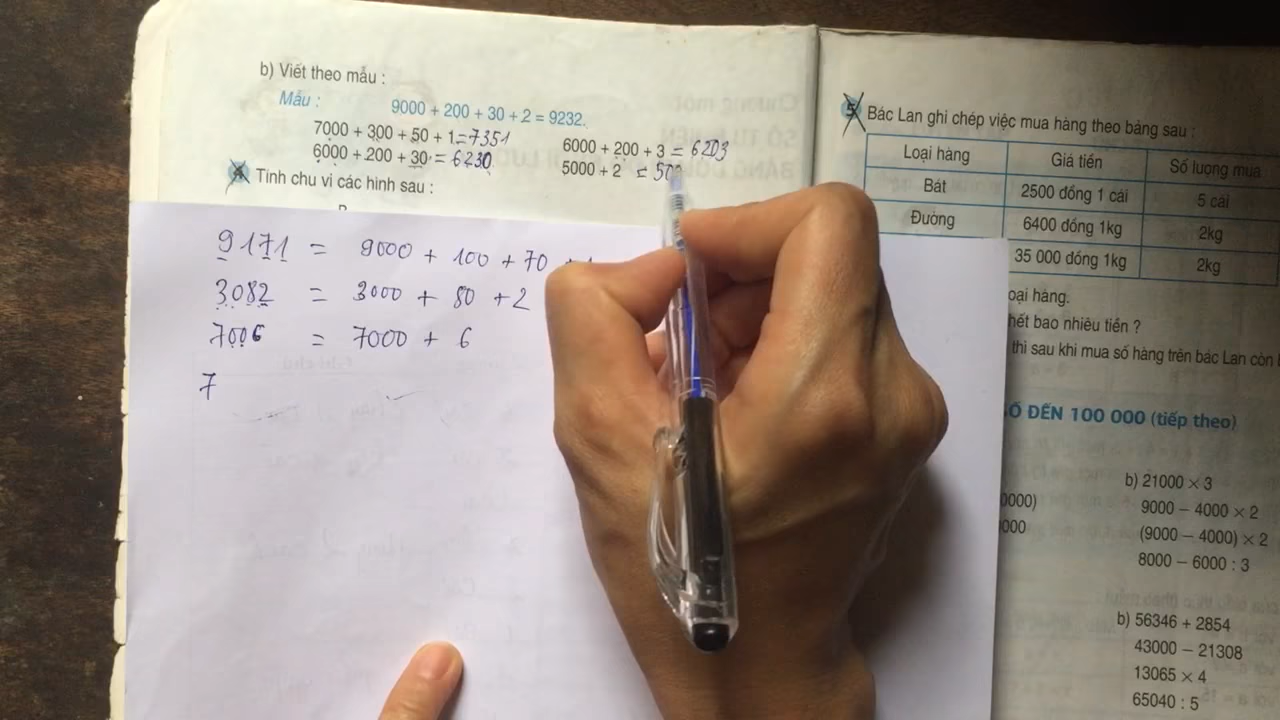 b) Viết theo mẫu :
Mẫu : 9000 + 200 + 30 + 2 = 9232.
7000 + 300 + 50 + 1 = 7351
6000 + 200 + 30 = 6230
6000 + 200 + 3 = 6203
5000 + 2 = 50
4 Tính chu vi các hình sau :
9171 = 9000 + 100 + 70
3082 = 3000 + 80 + 2
7006 = 7000 + 6
7
5 Bác Lan ghi chép việc mua hàng theo bảng sau :
Loại hàng Giá tiền Số lượng mua
Bát 2500 đồng 1 cái 5 cái
Đường 6400 đồng 1kg 2kg
35 000 đồng 1kg 2kg
oại hàng.
hết bao nhiêu tiền ?
thì sau khi mua số hàng trên bác Lan còn
Ố ĐẾN 100 000 (tiếp theo)
b) 21000 × 3
0000) 9000 – 4000 × 2
000 (9000 – 4000) × 2
8000 – 6000 : 3
b) 56346 + 2854
43000 – 21308
13065 × 4
65040 : 5